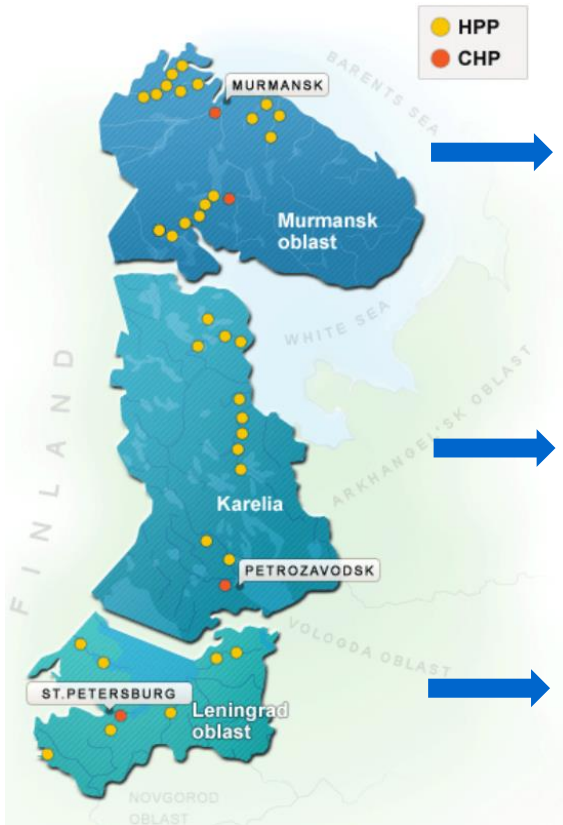 HPP
CHP
BARENTS SEA
MURMANSK
Murmansk
oblast
WHITE SEA
FINLAND
ARKHANGEL'SK OBLAST
Karelia
PETROZAVODSK
VOLOGDA OBLAST
ST.PETERSBURG
Leningrad
oblast
NOVGOROD
OBLAST